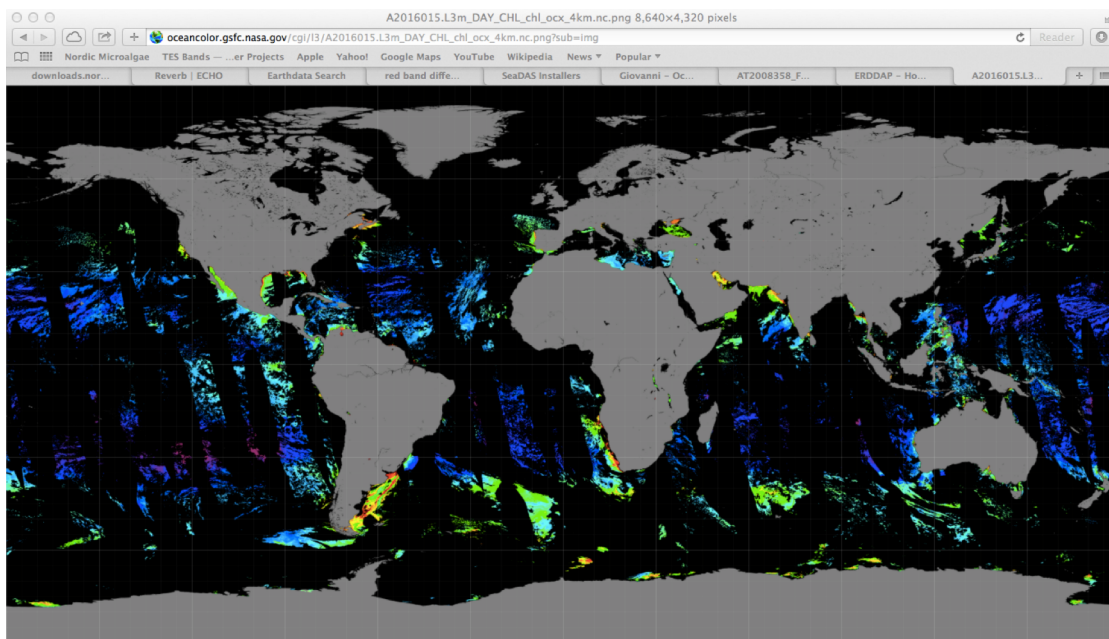 A2016015.L3m_DAY_CHL_chl_ocx_4km.nc.png 8,640×4,320 pixels
oceancolor.gsfc.nasa.gov/cgi/l3/A2016015.L3m_DAY_CHL_chl_ocx_4km.nc.png?sub=img Reader
Nordic Microalgae TES Bands — ...er Projects Apple Yahoo! Google Maps YouTube Wikipedia News Popular
downloads.nor... Reverb | ECHO Earthdata Search red band diffe... SeaDAS Installers Giovanni – Oc... AT2008358_F... ERDDAP – Ho... A2016015.L3...